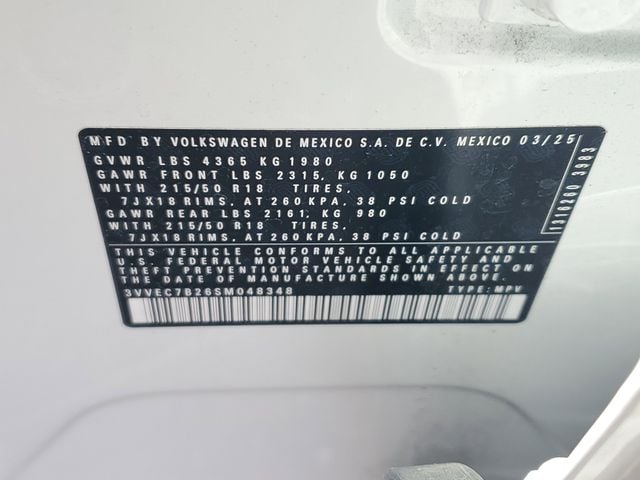 MFD BY VOLKSWAGEN DE MEXICO S.A. DE C.V. MEXICO 03/25
GVWR LBS 4365 KG 1980
GAWR FRONT LBS 2315, KG 1050
WITH 215/50 R18 TIRES,
7JX18 RIMS, AT 260 KPA, 38 PSI COLD
GAWR REAR LBS 2161, KG 980
WITH 215/50 R18 TIRES,
7JX18 RIMS, AT 260 KPA, 38 PSI COLD
THIS VEHICLE CONFORMS TO ALL APPLICABLE
U.S. FEDERAL MOTOR VEHICLE SAFETY AND
THEFT PREVENTION STANDARDS IN EFFECT ON
THE DATE OF MANUFACTURE SHOWN ABOVE.
3VVEC7B26SM048348 TYPE: MPV
1316260 3983